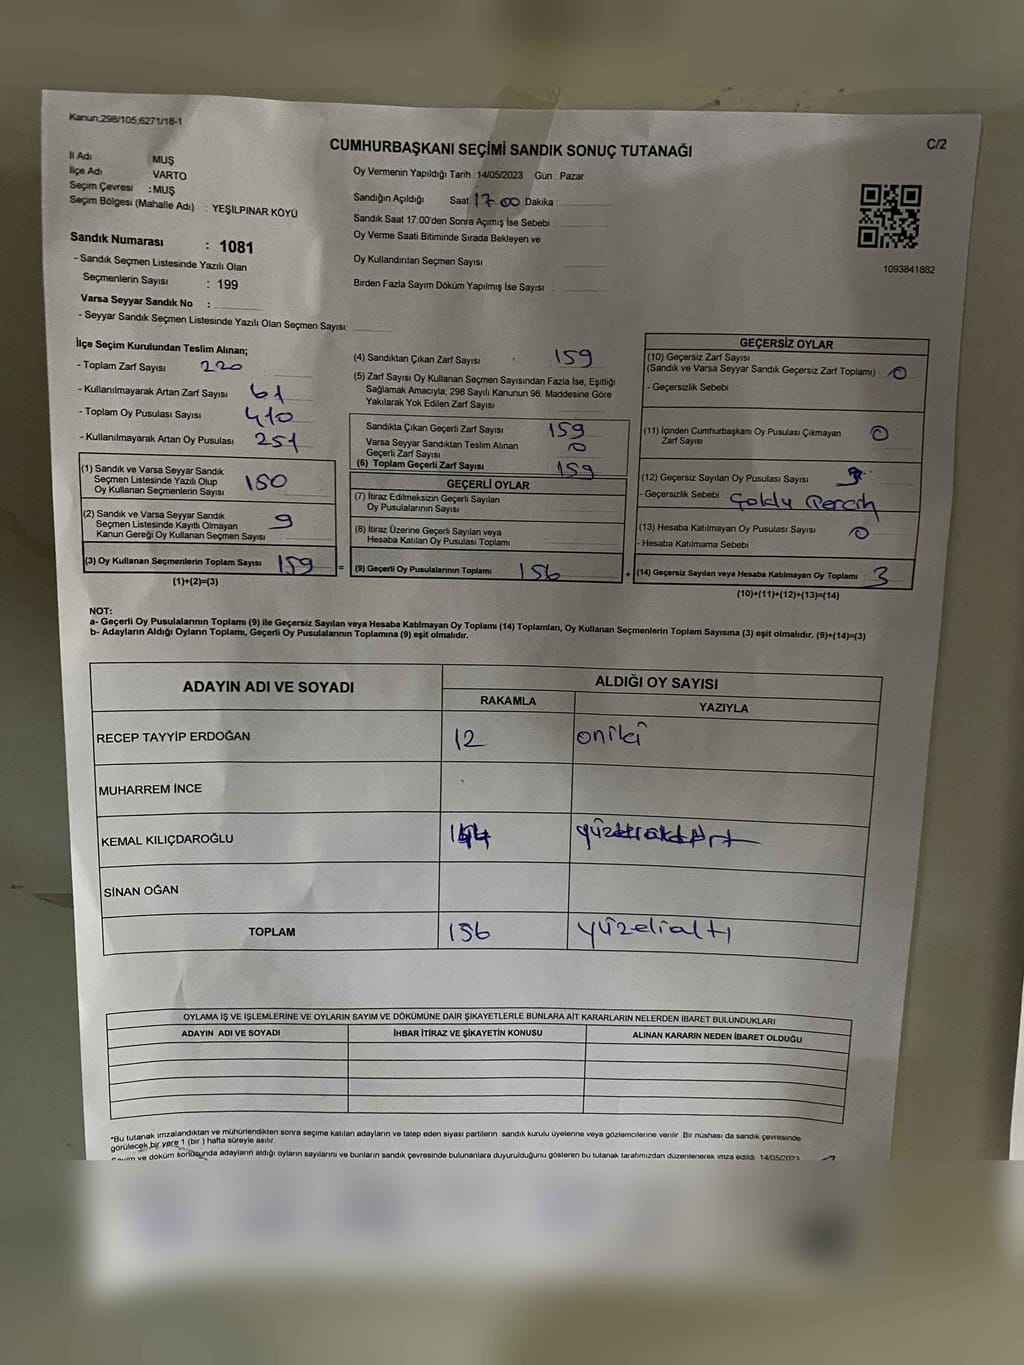 Kanun,298/105,6271/18-1
C/2
CUMHURBAŞKANI SEÇİMİ SANDIK SONUÇ TUTANAĞI
İl Adı MUŞ
İlçe Adı VARTO
Seçim Çevresi :MUŞ
Seçim Bölgesi (Mahalle Adı) : YEŞİLPINAR KÖYÜ
Oy Vermenin Yapıldığı Tarih : 14/05/2023 Gün : Pazar
Sandığın Açıldığı Saat 17 00 Dakika :
Sandık Saat 17:00'den Sonra Açımış İse Sebebi
Oy Verme Saati Bitiminde Sırada Bekleyen ve
Oy Kullandırılan Seçmen Sayısı
Birden Fazla Sayım Döküm Yapılmış İse Sayısı :
1093841882
Sandık Numarası : 1081
- Sandık Seçmen Listesinde Yazılı Olan
Seçmenlerin Sayısı : 199
Varsa Seyyar Sandık No :
- Seyyar Sandık Seçmen Listesinde Yazılı Olan Seçmen Sayısı:
İlçe Seçim Kurulundan Teslim Alınan;
- Toplam Zarf Sayısı 220
- Kullanılmayarak Artan Zarf Sayısı 61
- Toplam Oy Pusulası Sayısı 410
- Kullanılmayarak Artan Oy Pusulası 251
(1) Sandık ve Varsa Seyyar Sandık
Seçmen Listesinde Yazılı Olup
Oy Kullanan Seçmenlerin Sayısı 150
(2) Sandık ve Varsa Seyyar Sandık
Seçmen Listesinde Kayıtlı Olmayan
Kanun Gereği Oy Kullanan Seçmen Sayısı 9
(3) Oy Kullanan Seçmenlerin Toplam Sayısı 159 =
(1)+(2)=(3)
(4) Sandıktan Çıkan Zarf Sayısı : 159
(5) Zarf Sayısı Oy Kullanan Seçmen Sayısından Fazla İse, Eşitliği
Sağlamak Amacıyla, 298 Sayılı Kanunun 98. Maddesine Göre
Yakılarak Yok Edilen Zarf Sayısı
Sandıkta Çıkan Geçerli Zarf Sayısı 159
Varsa Seyyar Sandıktan Teslim Alınan
Geçerli Zarf Sayısı 0
(6) Toplam Geçerli Zarf Sayısı 159
GEÇERLİ OYLAR
(7) İtiraz Edilmeksizin Geçerli Sayılan
Oy Pusulalarının Sayısı
(8) İtiraz Üzerine Geçerli Sayılan veya
Hesaba Katılan Oy Pusulası Toplamı
(9) Geçerli Oy Pusulalarının Toplamı 156 +
GEÇERSİZ OYLAR
(10) Geçersiz Zarf Sayısı
(Sandık ve Varsa Seyyar Sandık Geçersiz Zarf Toplamı) : 0
- Geçersizlik Sebebi
(11) İçinden Cumhurbaşkanı Oy Pusulası Çıkmayan
Zarf Sayısı 0
(12) Geçersiz Sayılan Oy Pusulası Sayısı 3
- Geçersizlik Sebebi
(13) Hesaba Katılmayan Oy Pusulası Sayısı 0
- Hesaba Katılmama Sebebi
(14) Geçersiz Sayılan veya Hesaba Katılmayan Oy Toplamı 3
(10)+(11)+(12)+(13)=(14)
NOT:
a- Geçerli Oy Pusulalarının Toplamı (9) ile Geçersiz Sayılan veya Hesaba Katılmayan Oy Toplamı (14) Toplamları, Oy Kullanan Seçmenlerin Toplam Sayısına (3) eşit olmalıdır. (9)+(14)=(3)
b- Adayların Aldığı Oyların Toplamı, Geçerli Oy Pusulalarının Toplamına (9) eşit olmalıdır.
ADAYIN ADI VE SOYADI ALDIĞI OY SAYISI
RAKAMLA YAZIYLA
RECEP TAYYİP ERDOĞAN 12 oniki
MUHARREM İNCE
KEMAL KILIÇDAROĞLU 144
SİNAN OĞAN
TOPLAM 156 yüzelialtı
OYLAMA İŞ VE İŞLEMLERİNE VE OYLARIN SAYIM VE DÖKÜMÜNE DAİR ŞİKAYETLERLE BUNLARA AİT KARARLARIN NELERDEN İBARET BULUNDUKLARI
ADAYIN ADI VE SOYADI İHBAR İTİRAZ VE ŞİKAYETİN KONUSU ALINAN KARARIN NEDEN İBARET OLDUĞU
*Bu tutanak imzalandıktan ve mühürlendikten sonra seçime katılan adayların ve talep eden siyasi partilerin sandık kurulu üyelerine veya gözlemcilerine verilir. Bir nüshası da sandık çevresinde
görülecek bir yere 1 (bir ) hafta süreyle asılır.
Sayım ve döküm sonusunda adayların aldığı oyların sayılarını ve bunların sandık çevresinde bulunanlara duyurulduğunu gösteren bu tutanak tarafımızdan düzenlenerek imza edildi. 14/05/2023